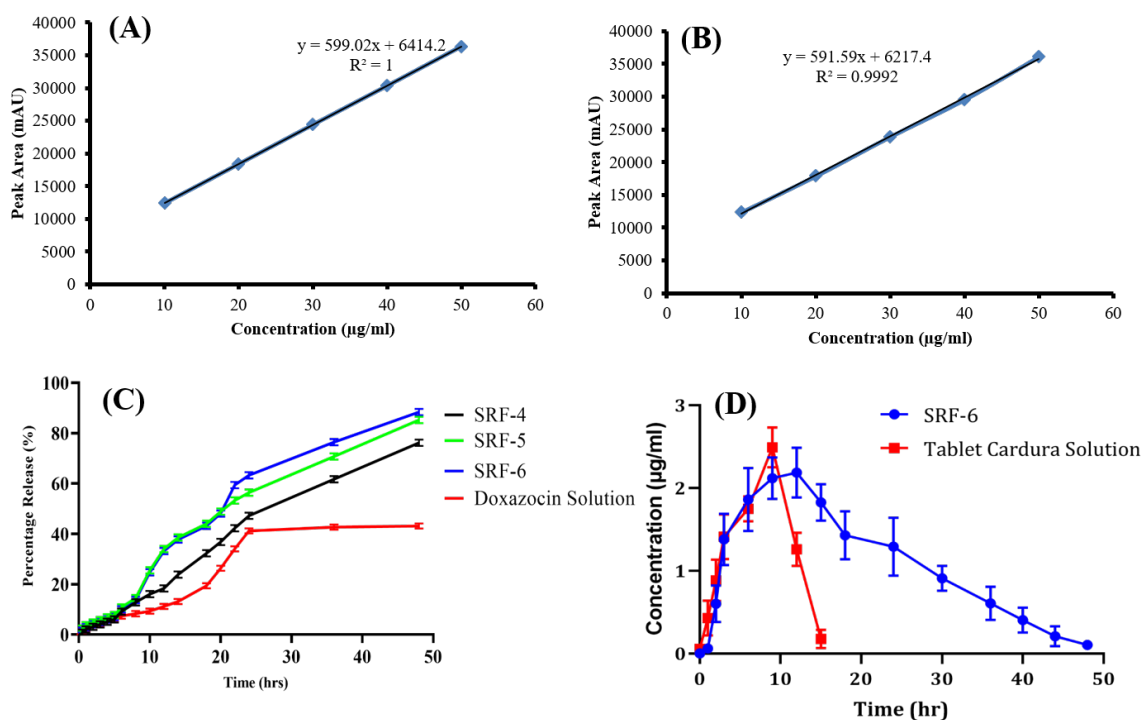 (A)
y = 599.02x + 6414.2
R² = 1
Peak Area (mAU)
40000
35000
30000
25000
20000
15000
10000
5000
0
0 10 20 30 40 50 60
Concentration (µg/ml)
(B)
y = 591.59x + 6217.4
R² = 0.9992
Peak Area (mAU)
40000
35000
30000
25000
20000
15000
10000
5000
0
0 10 20 30 40 50 60
Concentration (µg/ml)
(C)
Percentage Release (%)
100
80
60
40
20
0
0 10 20 30 40 50
Time (hrs)
SRF-4
SRF-5
SRF-6
Doxazocin Solution
(D)
Concentration (µg/ml)
3
2
1
0
0 10 20 30 40 50
Time (hr)
SRF-6
Tablet Cardura Solution